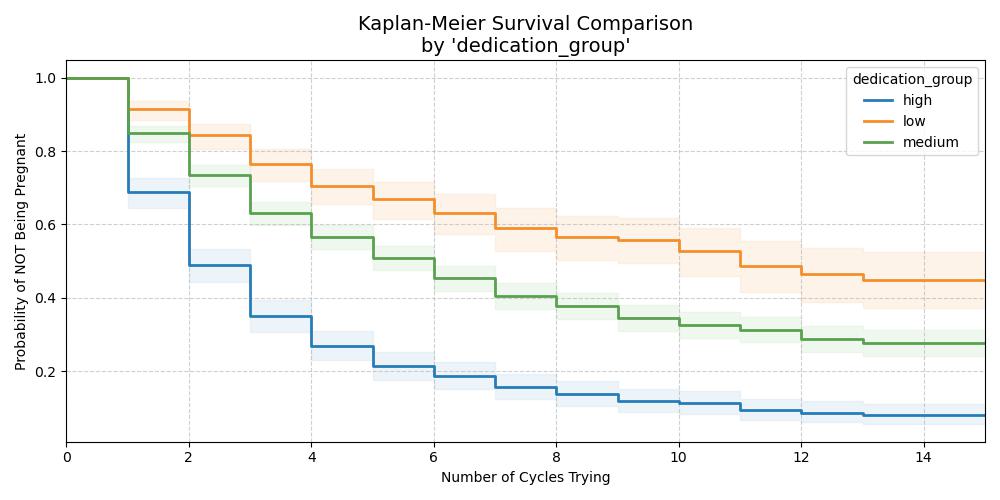 Kaplan-Meier Survival Comparison
by 'dedication_group'
dedication_group
high
low
medium
Probability of NOT Being Pregnant
1.0
0.8
0.6
0.4
0.2
0 2 4 6 8 10 12 14
Number of Cycles Trying